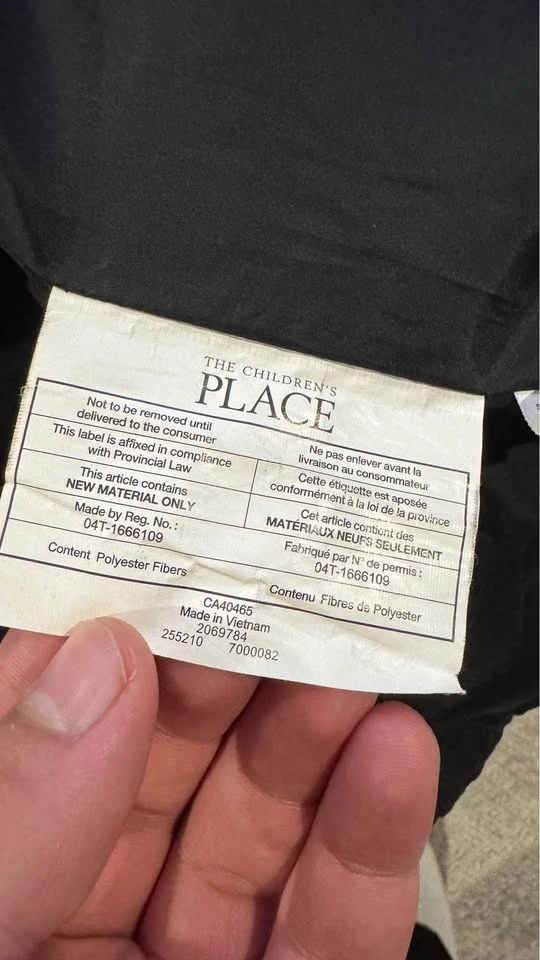 THE CHILDREN'S
PLACE
Not to be removed until
delivered to the consumer
This label is affixed in compliance
with Provincial Law
This article contains
NEW MATERIAL ONLY
Made by Reg. No. :
04T-1666109
Content Polyester Fibers
Ne pas enlever avant la
livraison au consommateur
Cette étiquette est aposée
conformément à la loi de la province
Cet article contient des
MATÉRIAUX NEUFS SEULEMENT
Fabriqué par N° de permis :
04T-1666109
Contenu Fibres de Polyester
CA40465
Made in Vietnam
2069784
255210 7000082